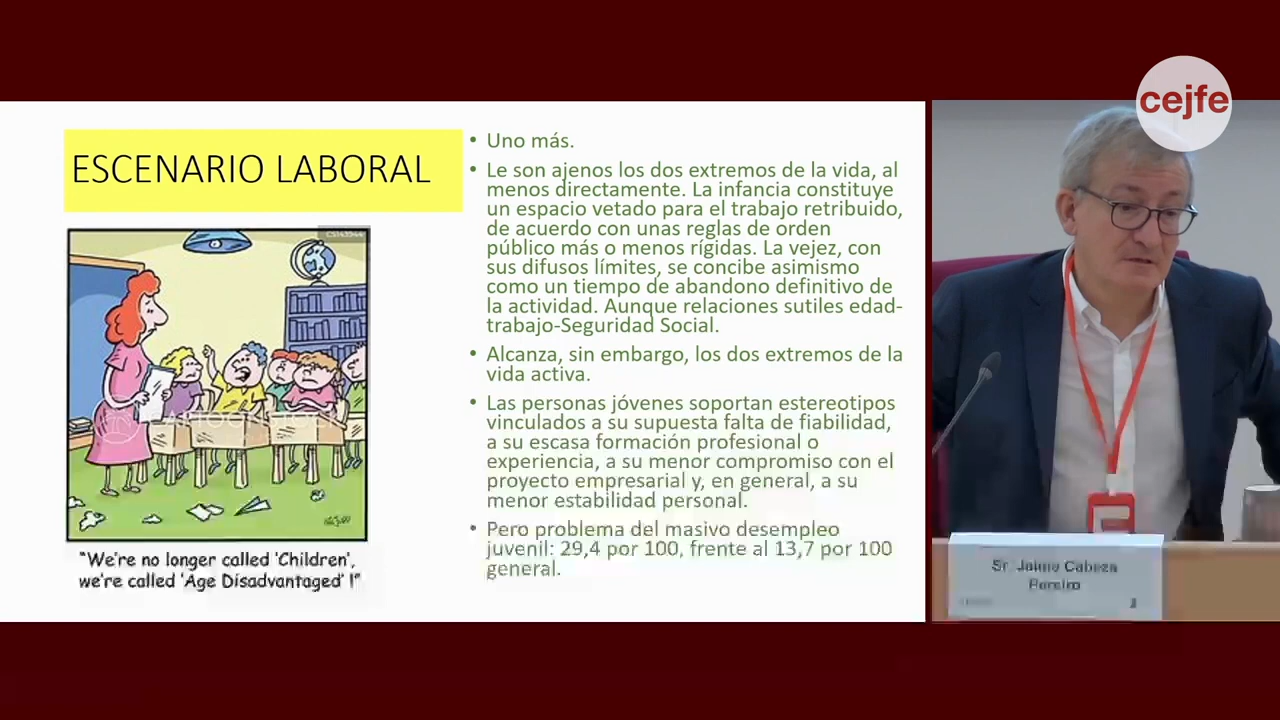 cejfe
ESCENARIO LABORAL
• Uno más.
• Le son ajenos los dos extremos de la vida, al
menos directamente. La infancia constituye
un espacio vetado para el trabajo retribuido,
de acuerdo con unas reglas de orden
público más o menos rígidas. La vejez, con
sus difusos límites, se concibe asimismo
como un tiempo de abandono definitivo de
la actividad. Aunque relaciones sutiles edad-
trabajo-Seguridad Social.
• Alcanza, sin embargo, los dos extremos de la
vida activa.
• Las personas jóvenes soportan estereotipos
vinculados a su supuesta falta de fiabilidad,
a su escasa formación profesional o
experiencia, a su menor compromiso con el
proyecto empresarial y, en general, a su
menor estabilidad personal.
• Pero problema del masivo desempleo
juvenil: 29,4 por 100, frente al 13,7 por 100
general.
"We're no longer called 'Children',
we're called 'Age Disadvantaged' !"
Sr. Jaime Cabeza
Pereiro